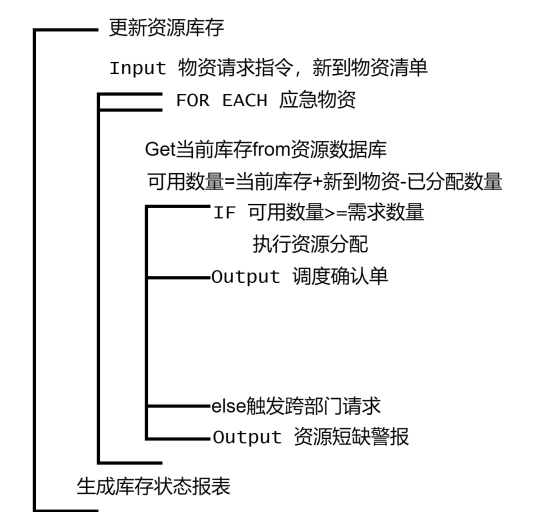 更新资源库存
Input 物资请求指令，新到物资清单
FOR EACH 应急物资
Get当前库存from资源数据库
可用数量=当前库存+新到物资-已分配数量
IF 可用数量>=需求数量
执行资源分配
Output 调度确认单
else触发跨部门请求
Output 资源短缺警报
生成库存状态报表